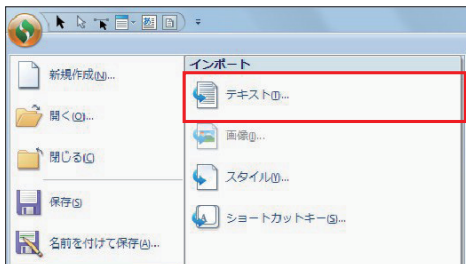 新規作成(N)...
開く(O)...
閉じる(C)
保存(S)
名前を付けて保存(A)...
インポート
テキスト(T)...
画像(I)...
スタイル(Y)...
ショートカットキー(S)...